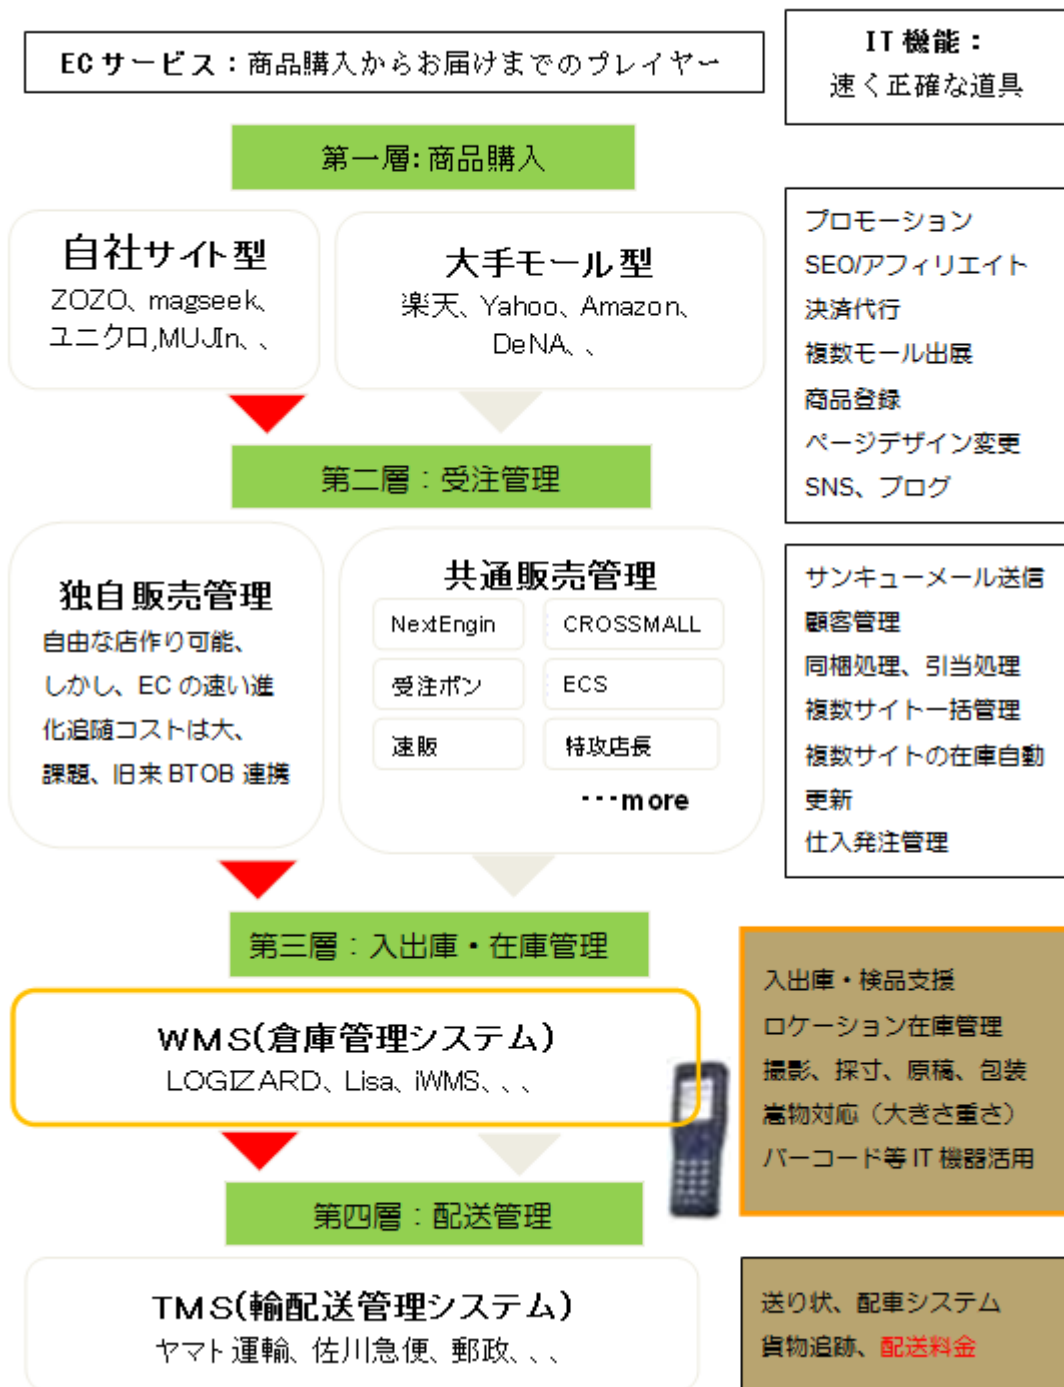 ECサービス：商品購入からお届けまでのプレイヤー
IT機能：
速く正確な道具
第一層：商品購入
自社サイト型
ZOZO、magseek、
ユニクロ,MUJIn、、
大手モール型
楽天、Yahoo、Amazon、
DeNA、、
プロモーション
SEO/アフィリエイト
決済代行
複数モール出展
商品登録
ページデザイン変更
SNS、ブログ
第二層：受注管理
独自販売管理
自由な店作り可能、
しかし、ECの速い進
化追随コストは大、
課題、旧来BTOB連携
共通販売管理
NextEngin
CROSSMALL
受注ポン
ECS
速販
特攻店長
･･･more
サンキューメール送信
顧客管理
同梱処理、引当処理
複数サイト一括管理
複数サイトの在庫自動
更新
仕入発注管理
第三層：入出庫・在庫管理
WMS(倉庫管理システム)
LOGIZARD、Lisa、iWMS、、、
入出庫・検品支援
ロケーション在庫管理
撮影、採寸、原稿、包装
嵩物対応（大きさ重さ）
バーコード等IT機器活用
第四層：配送管理
TMS(輸配送管理システム)
ヤマト運輸、佐川急便、郵政、、、
送り状、配車システム
貨物追跡、配送料金